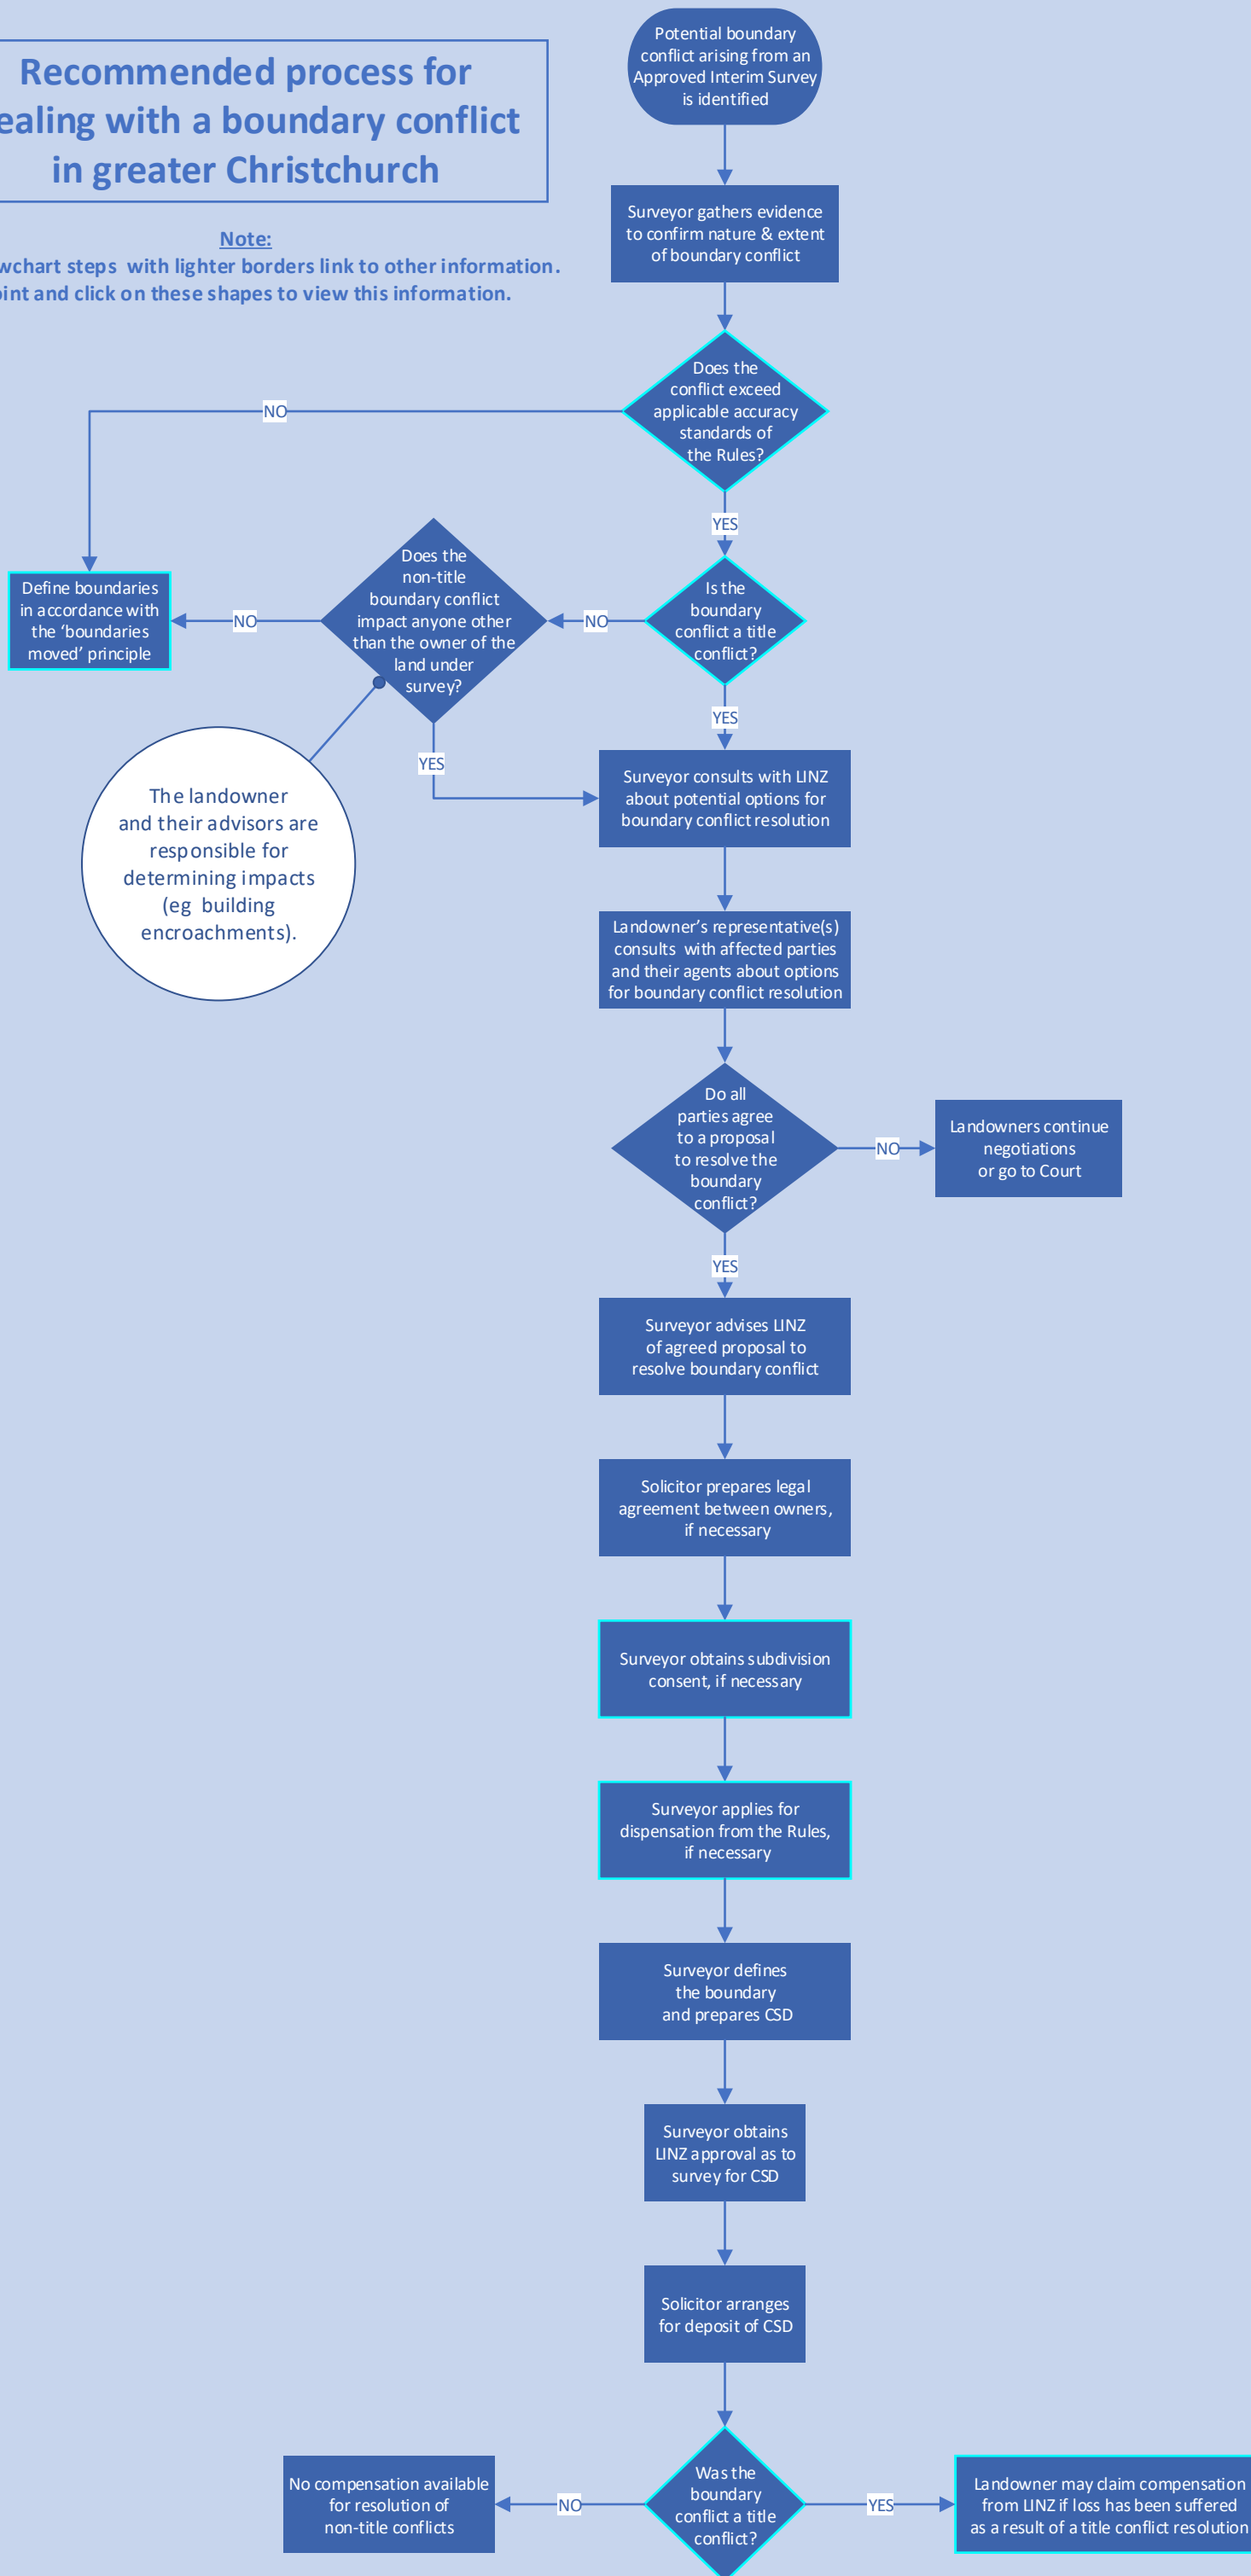 Recommended process for
ealing with a boundary conflict
in greater Christchurch
Note:
wchart steps with lighter borders link to other information.
int and click on these shapes to view this information.
Potential boundary
conflict arising from an
Approved Interim Survey
is identified
Surveyor gathers evidence
to confirm nature & extent
of boundary conflict
Does the
conflict exceed
applicable accuracy
standards of
the Rules?
NO
YES
Is the
boundary
conflict a title
conflict?
NO
Does the
non-title
boundary conflict
impact anyone other
than the owner of the
land under
survey?
NO
Define boundaries
in accordance with
the ‘boundaries
moved’ principle
The landowner
and their advisors are
responsible for
determining impacts
(eg building
encroachments).
YES
YES
Surveyor consults with LINZ
about potential options for
boundary conflict resolution
Landowner’s representative(s)
consults with affected parties
and their agents about options
for boundary conflict resolution
Do all
parties agree
to a proposal
to resolve the
boundary
conflict?
NO
Landowners continue
negotiations
or go to Court
YES
Surveyor advises LINZ
of agreed proposal to
resolve boundary conflict
Solicitor prepares legal
agreement between owners,
if necessary
Surveyor obtains subdivision
consent, if necessary
Surveyor applies for
dispensation from the Rules,
if necessary
Surveyor defines
the boundary
and prepares CSD
Surveyor obtains
LINZ approval as to
survey for CSD
Solicitor arranges
for deposit of CSD
Was the
boundary
conflict a title
conflict?
NO
No compensation available
for resolution of
non-title conflicts
YES
Landowner may claim compensation
from LINZ if loss has been suffered
as a result of a title conflict resolution